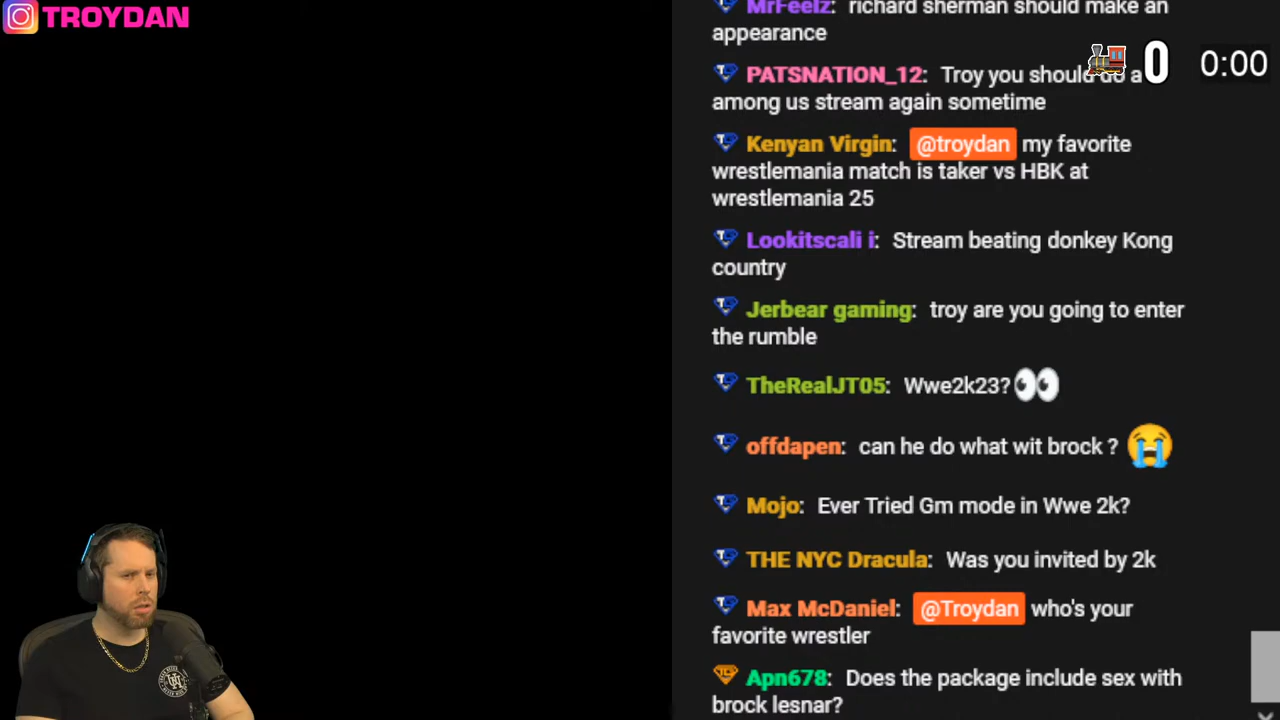 TROYDAN
MrFeelz: richard sherman should make an
appearance
0 0:00
PATSNATION_12: Troy you should do a
among us stream again sometime
Kenyan Virgin: @troydan my favorite
wrestlemania match is taker vs HBK at
wrestlemania 25
Lookitscali i: Stream beating donkey Kong
country
Jerbear gaming: troy are you going to enter
the rumble
TheRealJT05: Wwe2k23?👀
offdapen: can he do what wit brock ? 😭
Mojo: Ever Tried Gm mode in Wwe 2k?
THE NYC Dracula: Was you invited by 2k
Max McDaniel: @Troydan who's your
favorite wrestler
Apn678: Does the package include sex with
brock lesnar?